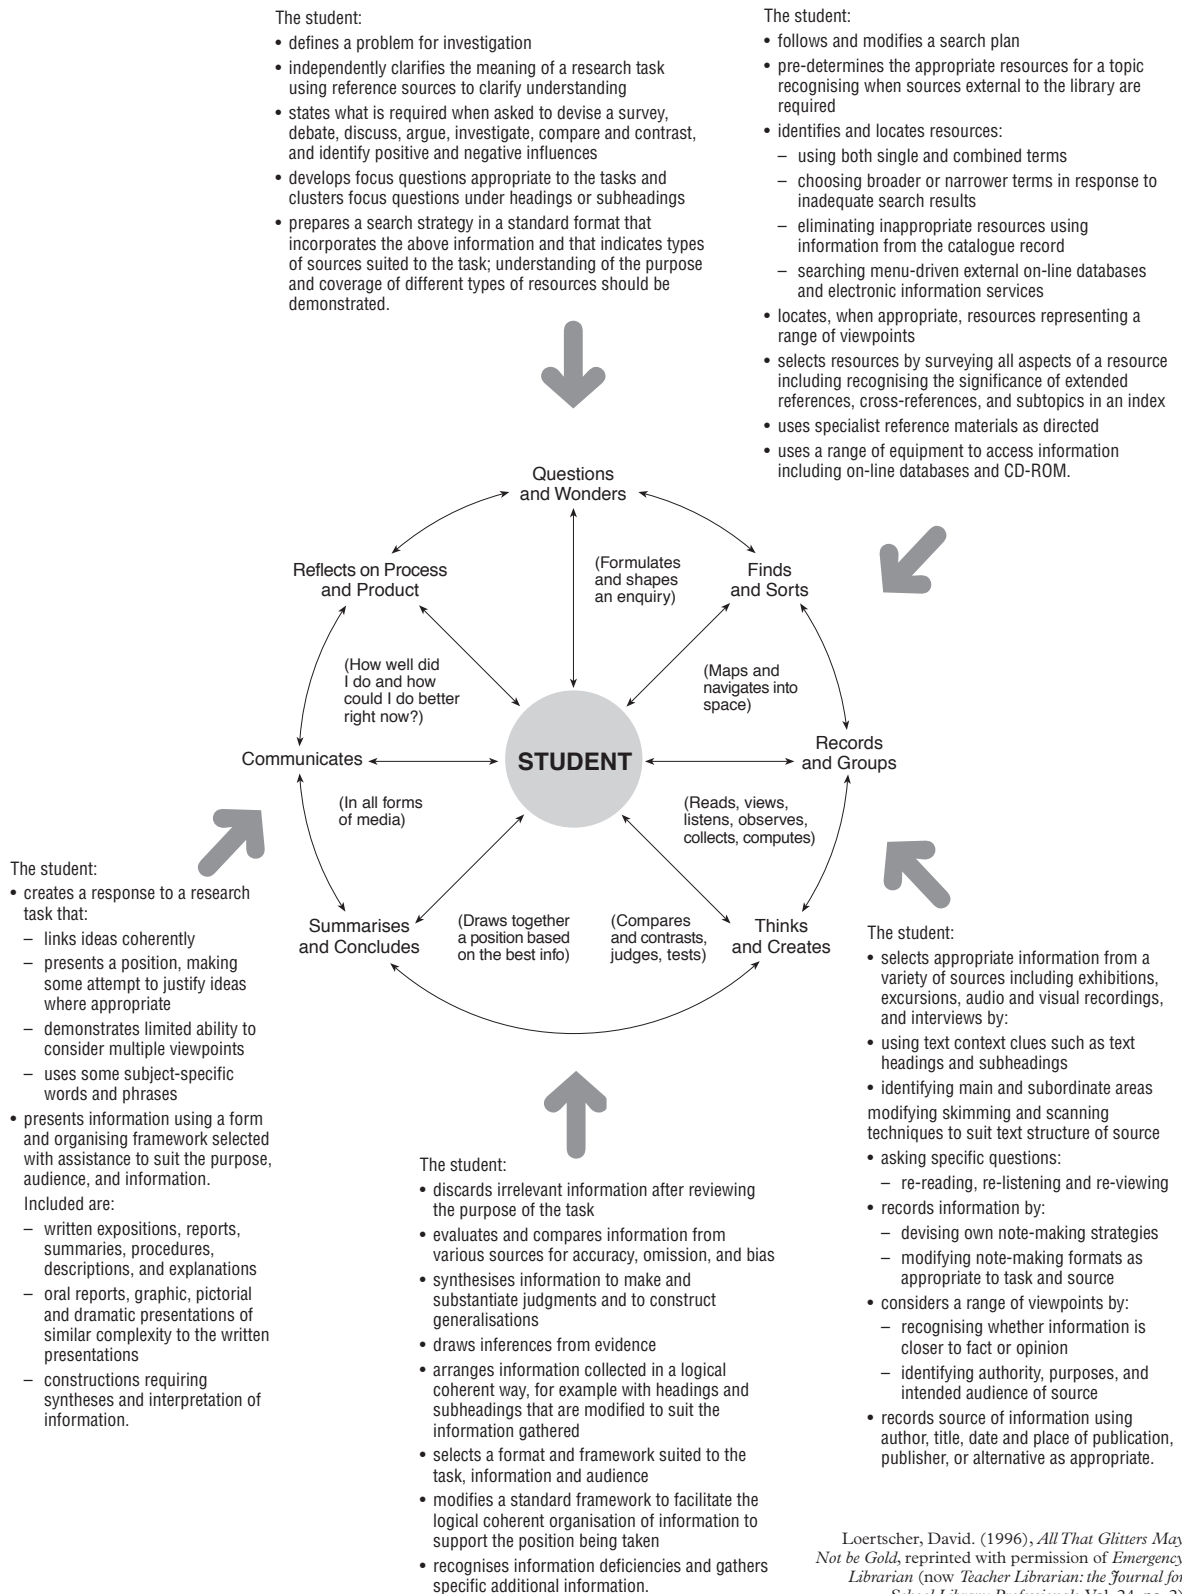 The student:
• defines a problem for investigation
• independently clarifies the meaning of a research task
using reference sources to clarify understanding
• states what is required when asked to devise a survey,
debate, discuss, argue, investigate, compare and contrast,
and identify positive and negative influences
• develops focus questions appropriate to the tasks and
clusters focus questions under headings or subheadings
• prepares a search strategy in a standard format that
incorporates the above information and that indicates types
of sources suited to the task; understanding of the purpose
and coverage of different types of resources should be
demonstrated.
The student:
• follows and modifies a search plan
• pre-determines the appropriate resources for a topic
recognising when sources external to the library are
required
• identifies and locates resources:
– using both single and combined terms
– choosing broader or narrower terms in response to
inadequate search results
– eliminating inappropriate resources using
information from the catalogue record
– searching menu-driven external on-line databases
and electronic information services
• locates, when appropriate, resources representing a
range of viewpoints
• selects resources by surveying all aspects of a resource
including recognising the significance of extended
references, cross-references, and subtopics in an index
• uses specialist reference materials as directed
• uses a range of equipment to access information
including on-line databases and CD-ROM.
Questions
and Wonders
Reflects on Process
and Product
(Formulates
and shapes
an enquiry)
Finds
and Sorts
(How well did
I do and how
could I do better
right now?)
(Maps and
navigates into
space)
Communicates
STUDENT
Records
and Groups
(In all forms
of media)
(Reads, views,
listens, observes,
collects, computes)
Summarises
and Concludes
(Draws together
a position based
on the best info)
(Compares
and contrasts,
judges, tests)
Thinks
and Creates
The student:
• creates a response to a research
task that:
– links ideas coherently
– presents a position, making
some attempt to justify ideas
where appropriate
– demonstrates limited ability to
consider multiple viewpoints
– uses some subject-specific
words and phrases
• presents information using a form
and organising framework selected
with assistance to suit the purpose,
audience, and information.
Included are:
– written expositions, reports,
summaries, procedures,
descriptions, and explanations
– oral reports, graphic, pictorial
and dramatic presentations of
similar complexity to the written
presentations
– constructions requiring
syntheses and interpretation of
information.
The student:
• discards irrelevant information after reviewing
the purpose of the task
• evaluates and compares information from
various sources for accuracy, omission, and bias
• synthesises information to make and
substantiate judgments and to construct
generalisations
• draws inferences from evidence
• arranges information collected in a logical
coherent way, for example with headings and
subheadings that are modified to suit the
information gathered
• selects a format and framework suited to the
task, information and audience
• modifies a standard framework to facilitate the
logical coherent organisation of information to
support the position being taken
• recognises information deficiencies and gathers
specific additional information.
The student:
• selects appropriate information from a
variety of sources including exhibitions,
excursions, audio and visual recordings,
and interviews by:
• using text context clues such as text
headings and subheadings
• identifying main and subordinate areas
modifying skimming and scanning
techniques to suit text structure of source
• asking specific questions:
– re-reading, re-listening and re-viewing
• records information by:
– devising own note-making strategies
– modifying note-making formats as
appropriate to task and source
• considers a range of viewpoints by:
– recognising whether information is
closer to fact or opinion
– identifying authority, purposes, and
intended audience of source
• records source of information using
author, title, date and place of publication,
publisher, or alternative as appropriate.
Loertscher, David. (1996), All That Glitters May
Not be Gold, reprinted with permission of Emergency
Librarian (now Teacher Librarian: the Journal for
School Library Professionals Vol. 24, no. 2)